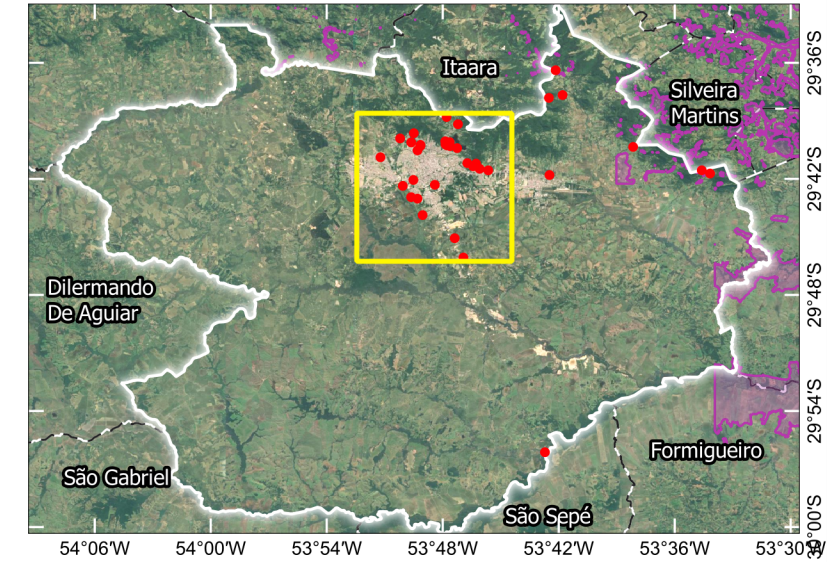 Itaara
Silveira
Martins
Dilermando
De Aguiar
São Gabriel
Formigueiro
São Sepé
29°36'S
29°42'S
29°48'S
29°54'S
30°00'S
54°06'W
54°00'W
53°54'W
53°48'W
53°42'W
53°36'W
53°30'W